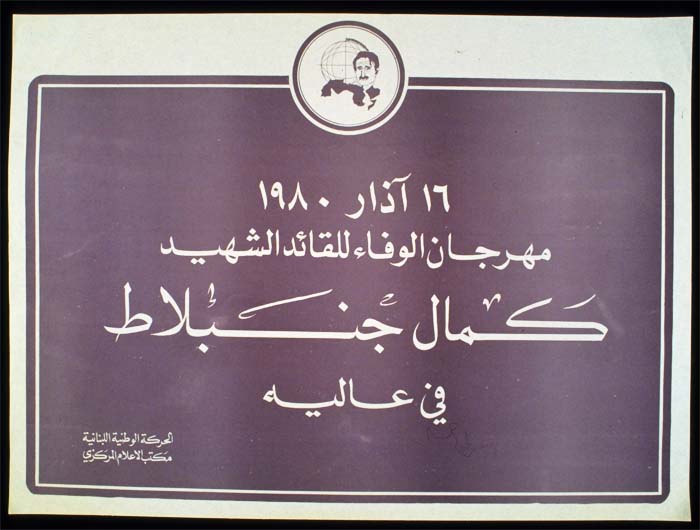 ١٦ آذار ١٩٨٠
مهرجان الوفاء للقائد الشهيد
كمال جنبلاط
في عاليه
الحركة الوطنية اللبنانية
مكتب الاعلام المركزي